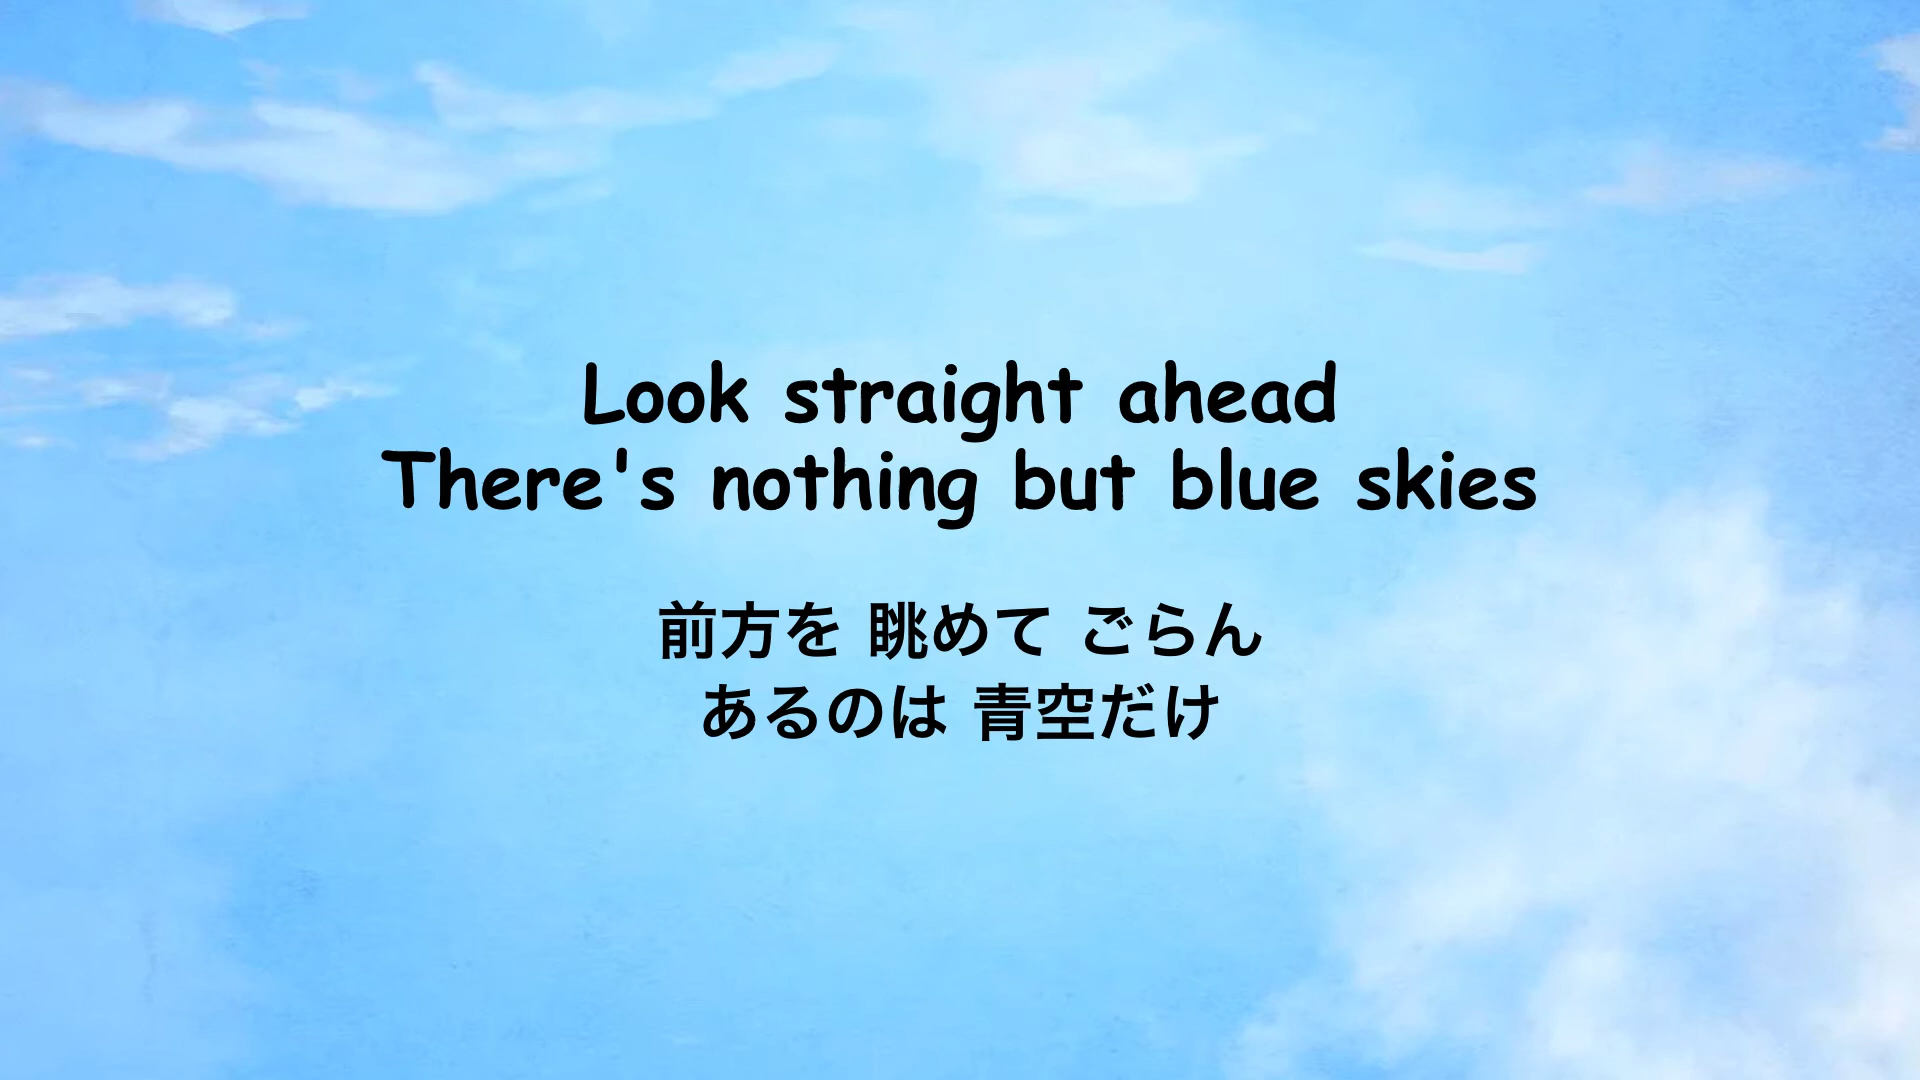 Look straight ahead
There's nothing but blue skies
前方を 眺めて ごらん
あるのは 青空だけ